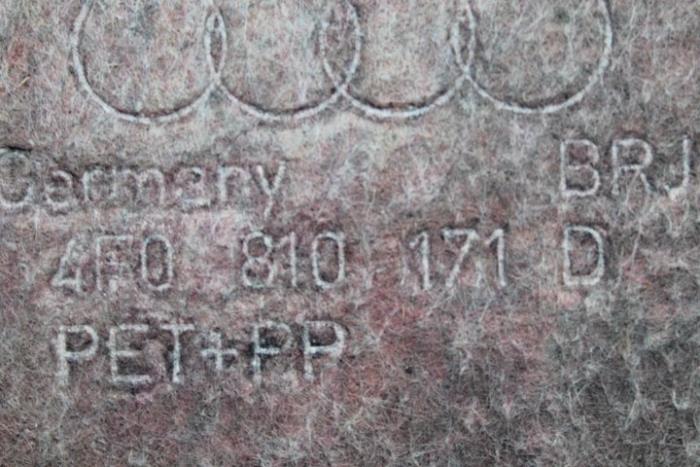 Germany BRJ
4F0 810 171 D
PET+PP